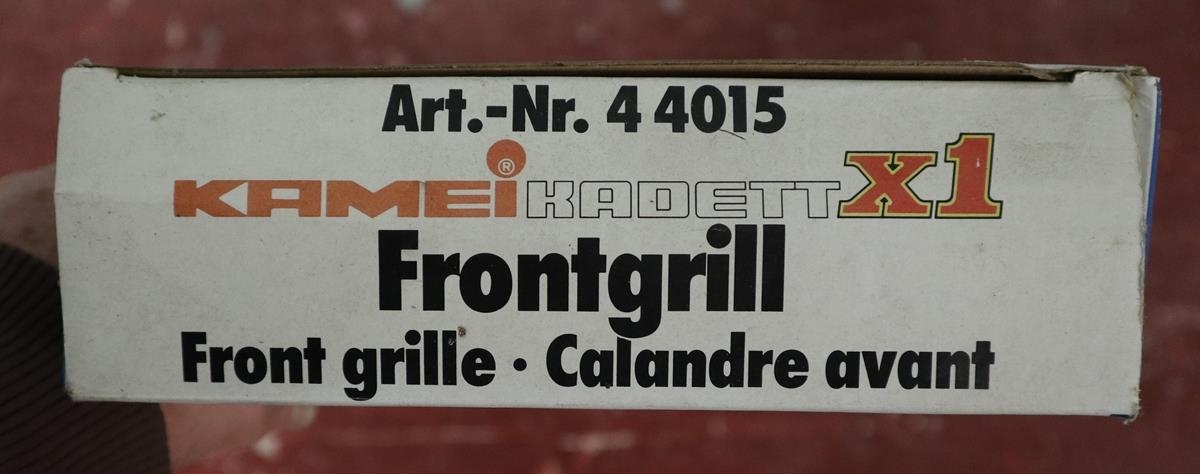 Art.-Nr. 4 4015
KAMEi® KADETT X1
Frontgrill
Front grille · Calandre avant